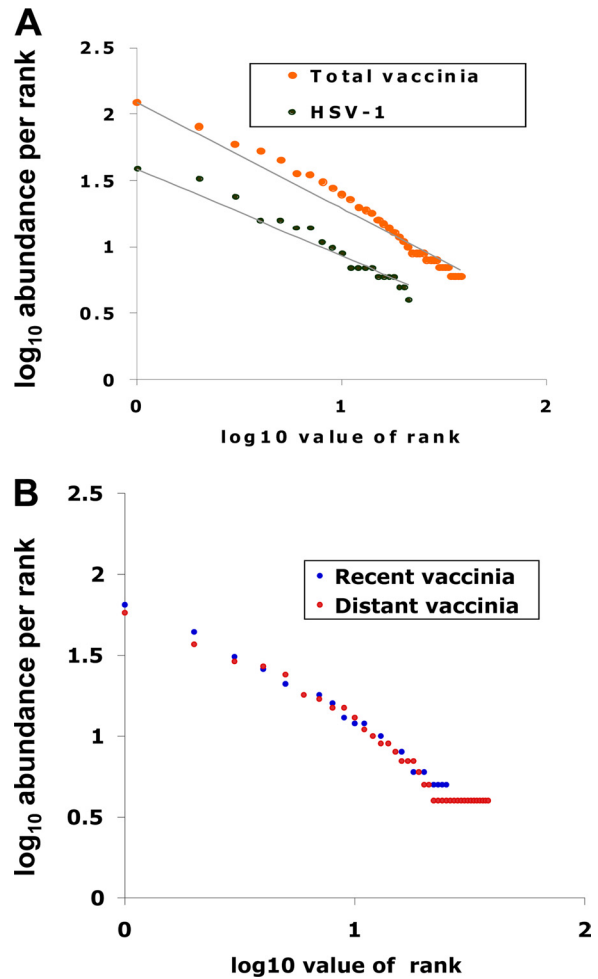 A
log10 abundance per rank
2.5
2
1.5
1
0.5
0
Total vaccinia
HSV-1
0 1 2
log10 value of rank
B
log10 abundance per rank
2.5
2
1.5
1
0.5
0
Recent vaccinia
Distant vaccinia
0 1 2
log10 value of rank